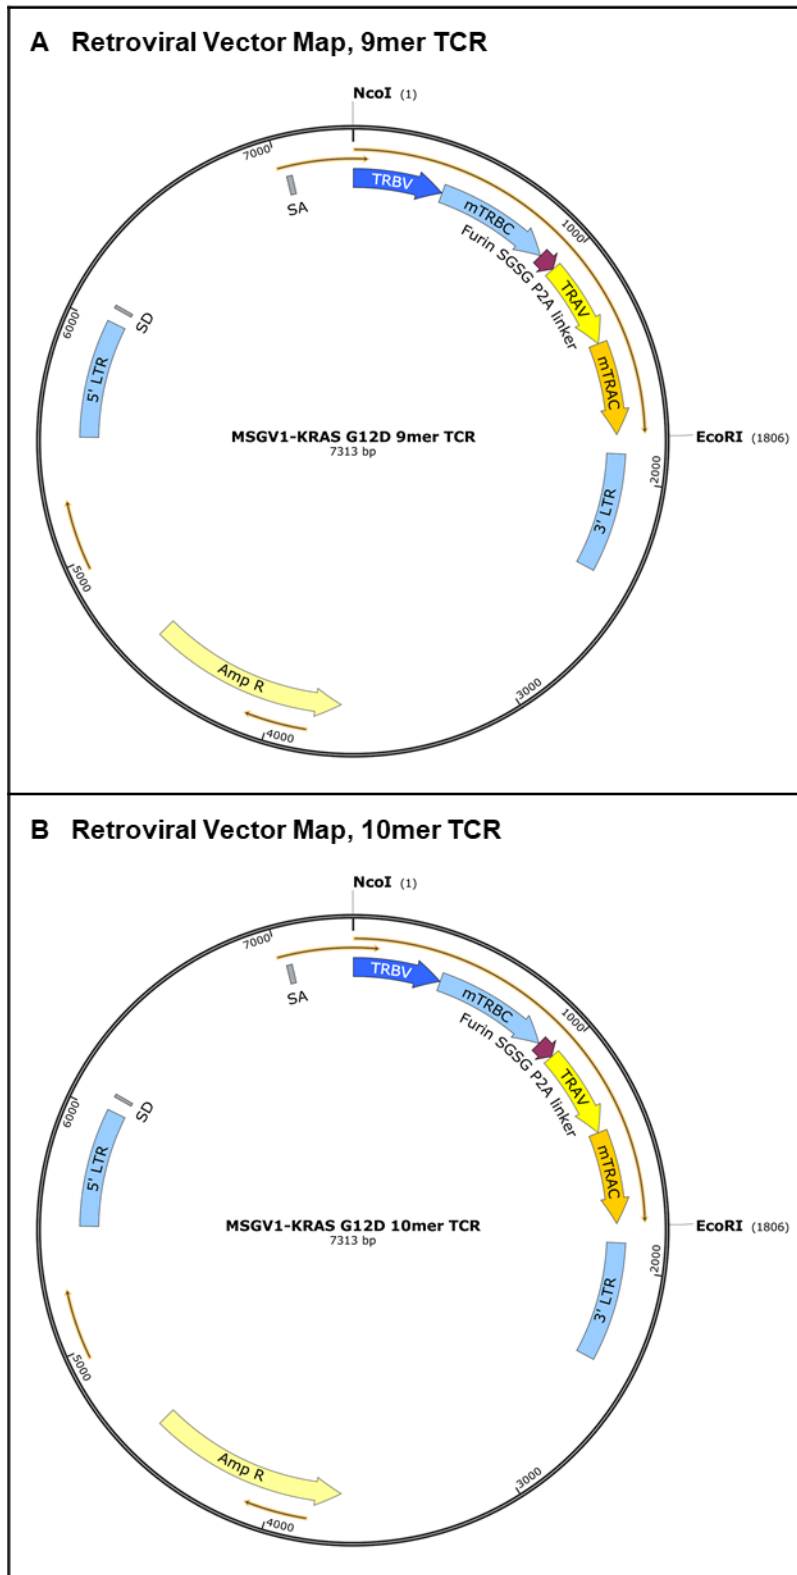 A Retroviral Vector Map, 9mer TCR
NcoI (1)
7000
TRBV
SA
mTRBC
1000
Furin SGSG P2A linker
TRAV
6000
SD
5' LTR
mTRAC
MSGV1-KRAS G12D 9mer TCR
7313 bp
EcoRI (1806)
2000
3' LTR
5000
Amp R
3000
4000
B Retroviral Vector Map, 10mer TCR
NcoI (1)
7000
TRBV
SA
mTRBC
1000
Furin SGSG P2A linker
TRAV
6000
SD
5' LTR
mTRAC
MSGV1-KRAS G12D 10mer TCR
7313 bp
EcoRI (1806)
2000
3' LTR
5000
Amp R
3000
4000